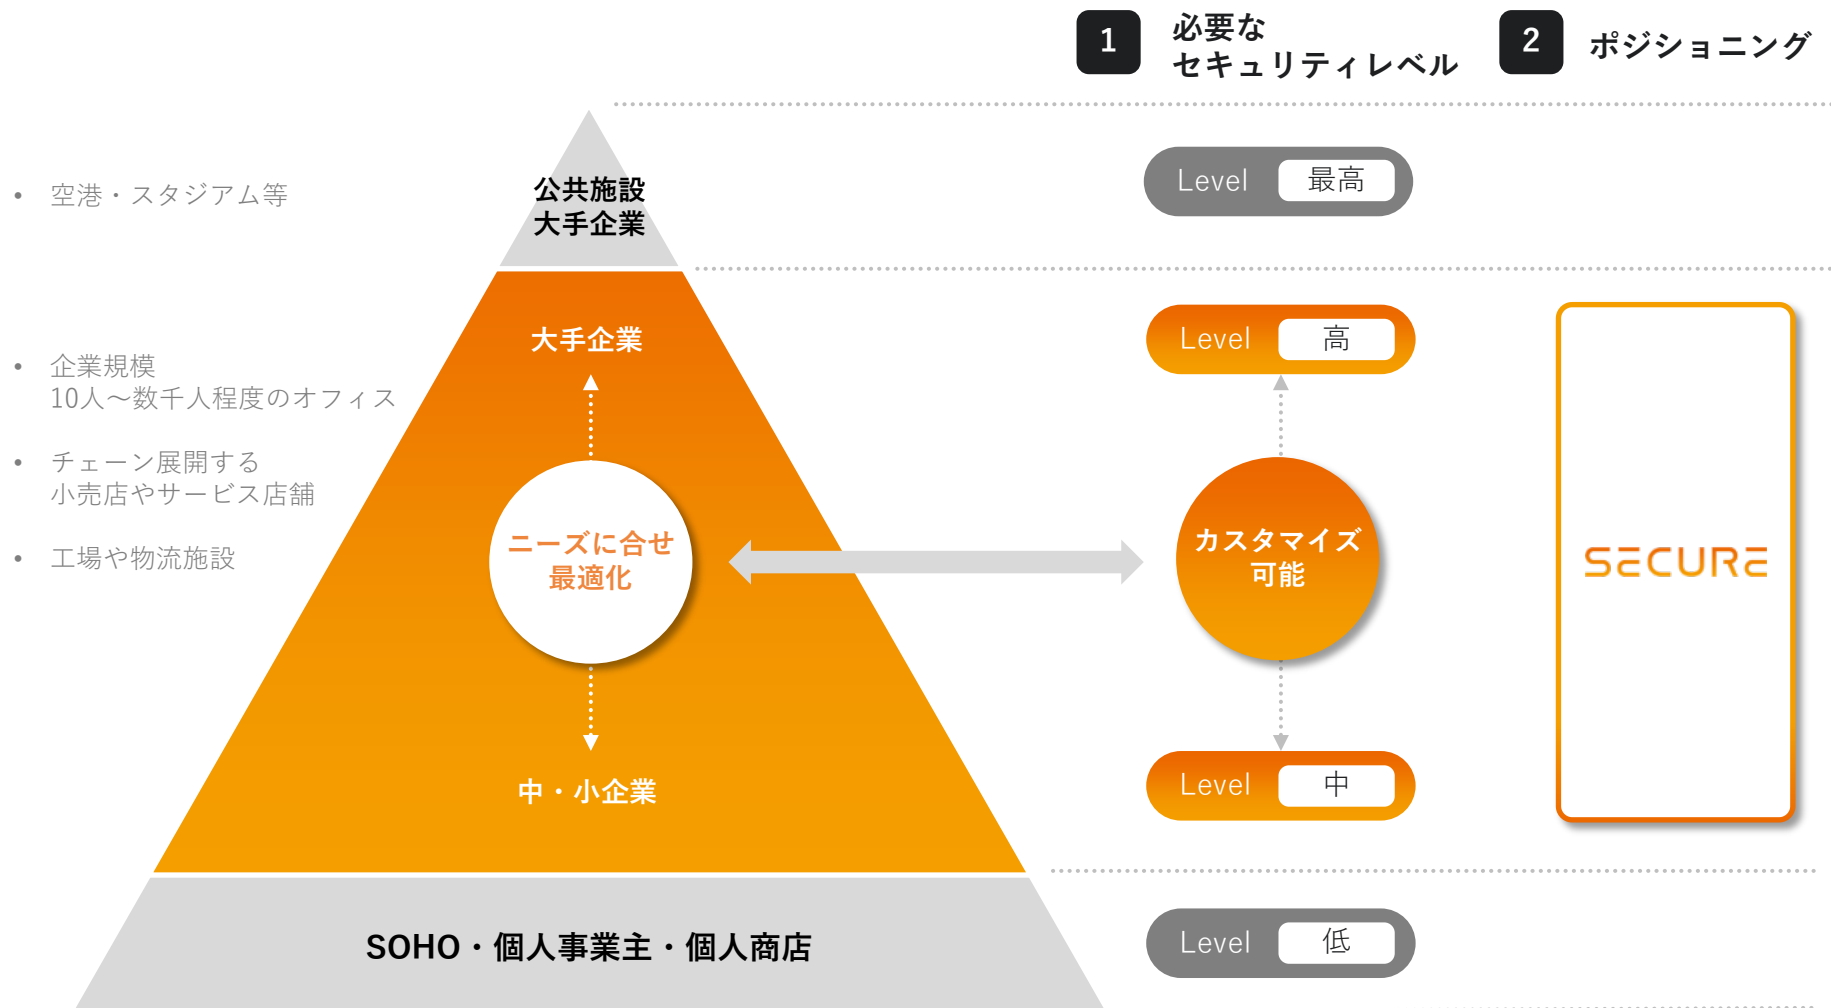 1
必要な
セキュリティレベル
2
ポジショニング
• 空港・スタジアム等
公共施設
大手企業
Level 最高
• 企業規模
10人～数千人程度のオフィス
• チェーン展開する
小売店やサービス店舗
• 工場や物流施設
大手企業
ニーズに合せ
最適化
中・小企業
Level 高
カスタマイズ
可能
Level 中
SECURE
SOHO・個人事業主・個人商店
Level 低